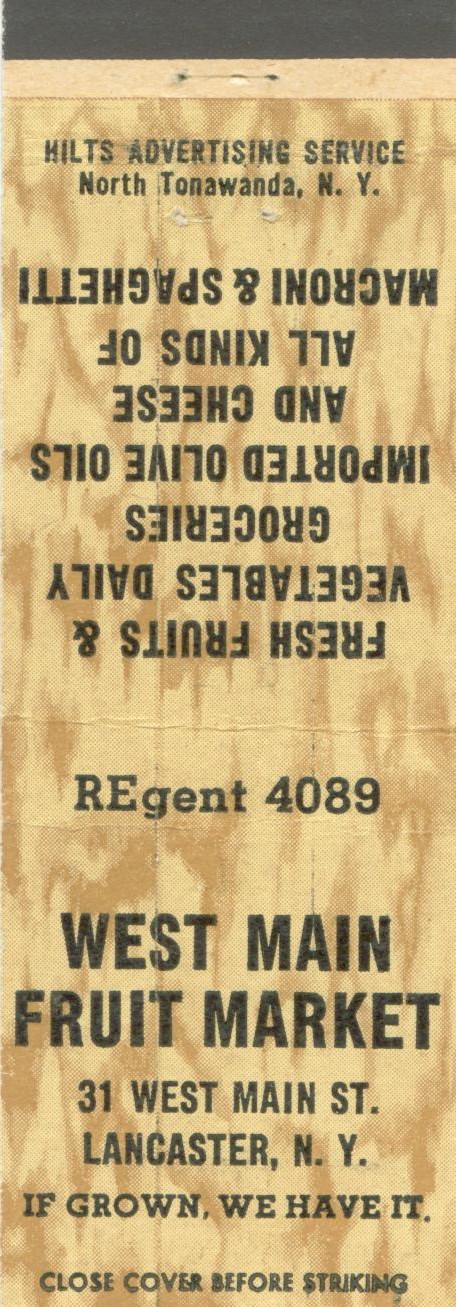 HILTS ADVERTISING SERVICE
North Tonawanda, N. Y.
FRESH FRUITS &
VEGETABLES DAILY
GROCERIES
IMPORTED OLIVE OILS
AND CHEESE
ALL KINDS OF
MACRONI & SPAGHETTI
REgent 4089
WEST MAIN
FRUIT MARKET
31 WEST MAIN ST.
LANCASTER, N. Y.
IF GROWN, WE HAVE IT.
CLOSE COVER BEFORE STRIKING